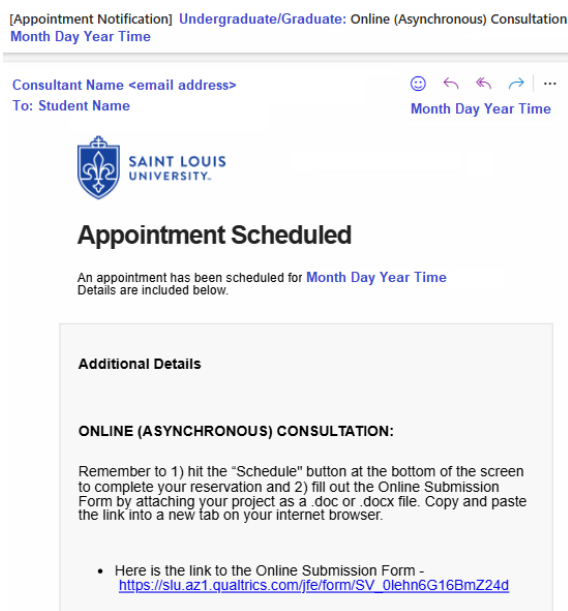 [Appointment Notification] Undergraduate/Graduate: Online (Asynchronous) Consultation
Month Day Year Time
Consultant Name <email address>
To: Student Name
Month Day Year Time
SAINT LOUIS
UNIVERSITY.
Appointment Scheduled
An appointment has been scheduled for Month Day Year Time
Details are included below.
Additional Details
ONLINE (ASYNCHRONOUS) CONSULTATION:
Remember to 1) hit the “Schedule" button at the bottom of the screen
to complete your reservation and 2) fill out the Online Submission
Form by attaching your project as a .doc or .docx file. Copy and paste
the link into a new tab on your internet browser.
• Here is the link to the Online Submission Form -
https://slu.az1.qualtrics.com/jfe/form/SV_0lehn6G16BmZ24d